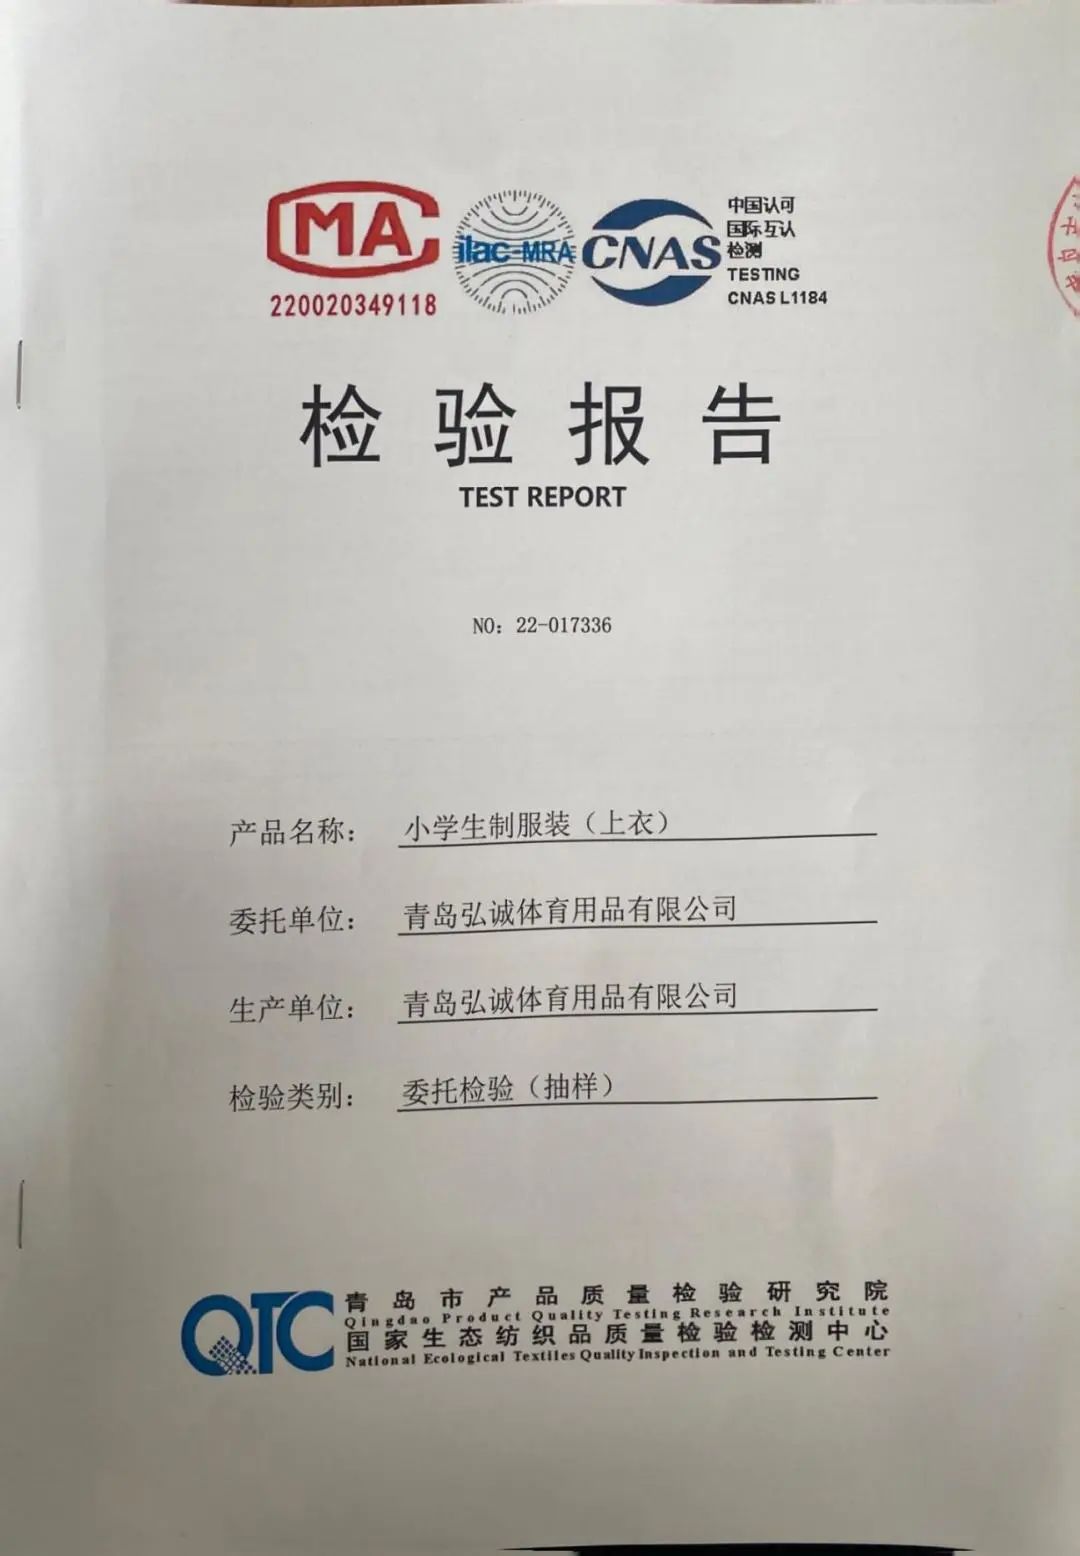 MA
220020349118
ilac-MRA
CNAS
中国认可
国际互认
检测
TESTING
CNAS L1184
检验报告
TEST REPORT
NO: 22-017336
产品名称: 小学生制服装（上衣）
委托单位: 青岛弘诚体育用品有限公司
生产单位: 青岛弘诚体育用品有限公司
检验类别: 委托检验（抽样）
QTC
青岛市产品质量检验研究院
Qingdao Product Quality Testing Research Institute
国家生态纺织品质量检验检测中心
National Ecological Textiles Quality Inspection and Testing Center